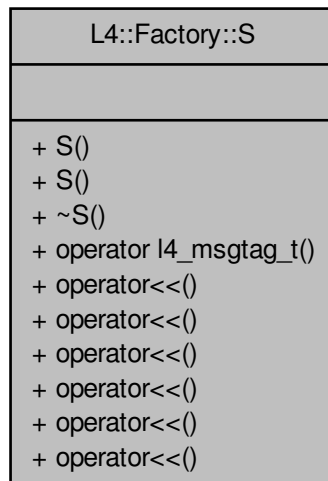 L4::Factory::S
+ S()
+ S()
+ ~S()
+ operator l4_msgtag_t()
+ operator<<()
+ operator<<()
+ operator<<()
+ operator<<()
+ operator<<()
+ operator<<()